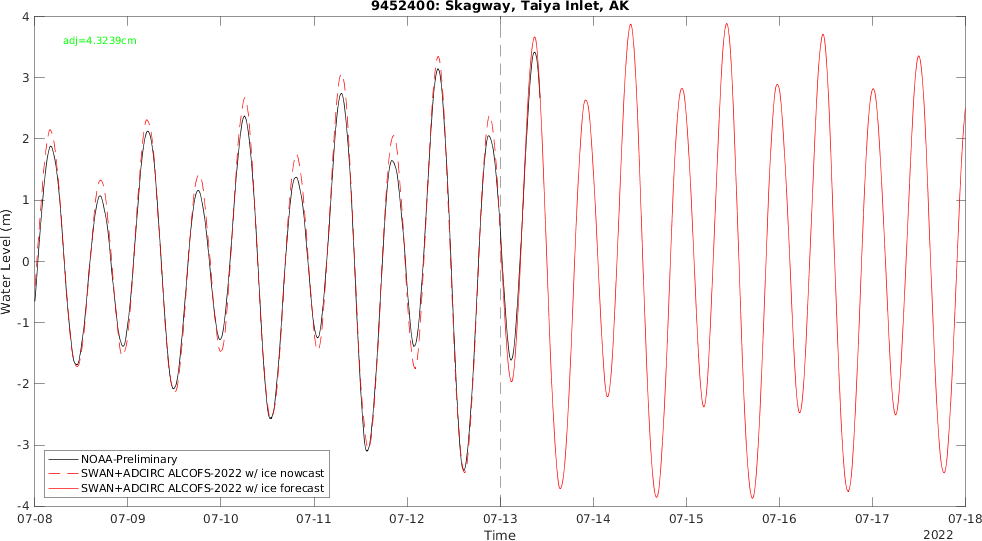 9452400: Skagway, Taiya Inlet, AK
adj=4.3239cm
4
3
2
1
0
-1
-2
-3
-4
Water Level (m)
NOAA-Preliminary
SWAN+ADCIRC ALCOFS-2022 w/ ice nowcast
SWAN+ADCIRC ALCOFS-2022 w/ ice forecast
07-08 07-09 07-10 07-11 07-12 07-13 07-14 07-15 07-16 07-17 07-18
Time
2022